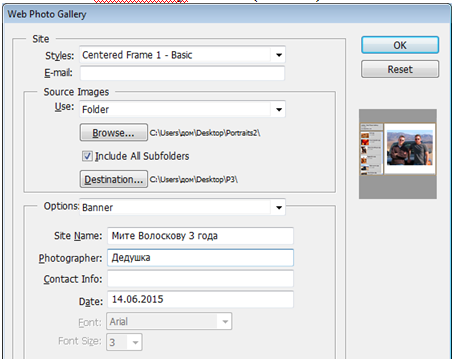 Web Photo Gallery
Site
Styles: Centered Frame 1 - Basic
E-mail:
OK
Reset
Source Images
Use: Folder
Browse... C:\Users\дом\Desktop\Portraits2\
Include All Subfolders
Destination... C:\Users\дом\Desktop\P3\
Options: Banner
Site Name: Мите Волоскову 3 года
Photographer: Дедушка
Contact Info:
Date: 14.06.2015
Font: Arial
Font Size: 3